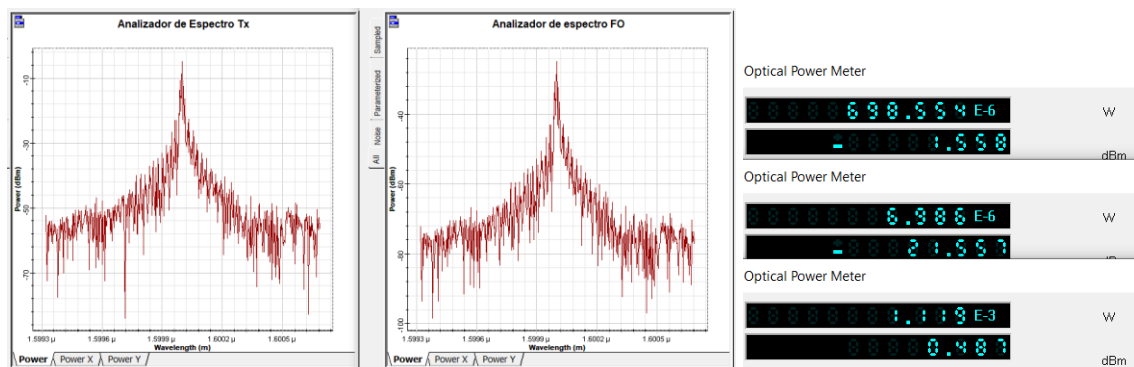 Analizador de Espectro Tx
Power (dBm)
-10
-30
-50
-70
1.5993 µ 1.5996 µ 1.5999 µ 1.6002 µ 1.6005 µ
Wavelength (m)
Power Power X Power Y
Analizador de espectro FO
Sampled
Parameterized
Noise
All
Power (dBm)
-40
-60
-80
-100
1.5993 µ 1.5996 µ 1.5999 µ 1.6002 µ 1.6005 µ
Wavelength (m)
Power Power X Power Y
Optical Power Meter
698.554 E-6 W
- 1.558 dBm
Optical Power Meter
6.986 E-6 W
- 21.557
Optical Power Meter
1.119 E-3 W
0.487 dBm